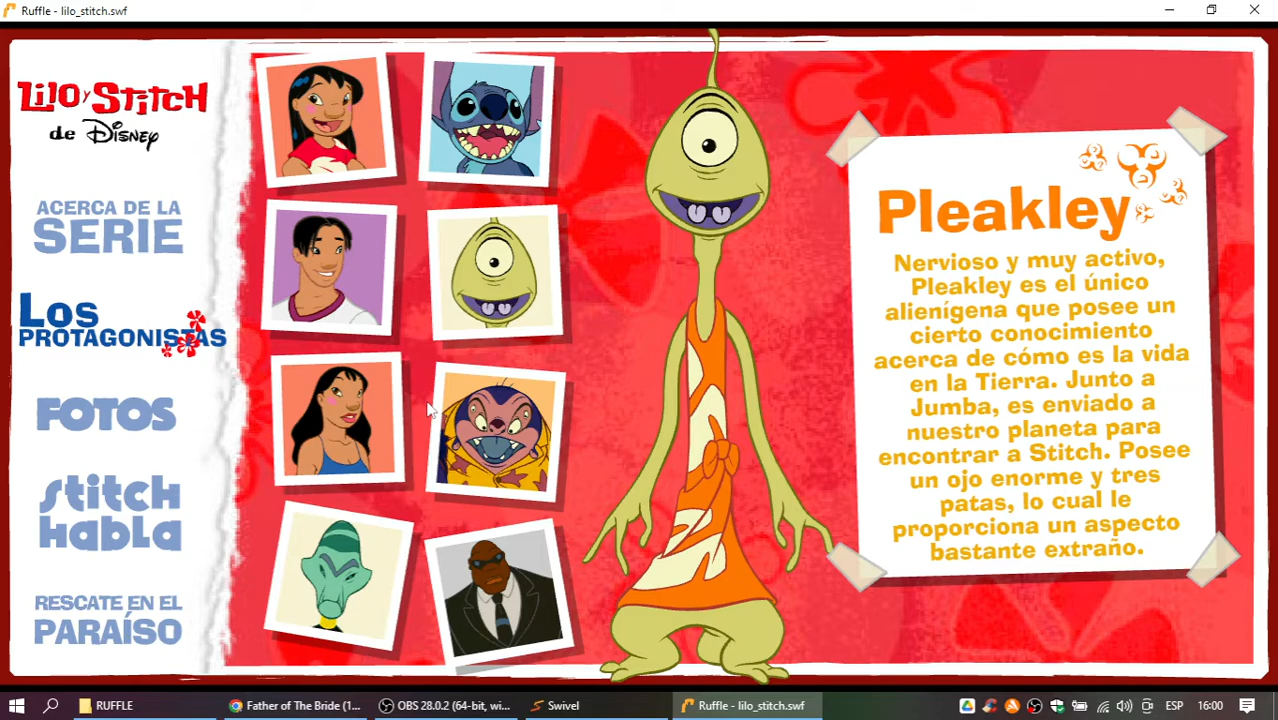 Ruffle - lilo_stitch.swf
LILO Y STITCH
de Disney
ACERCA DE LA
SERIE
Los
PROTAGONISTAS
FOTOS
stitch
habla
RESCATE EN EL
PARAÍSO
Pleakley
Nervioso y muy activo,
Pleakley es el único
alienígena que posee un
cierto conocimiento
acerca de cómo es la vida
en la Tierra. Junto a
Jumba, es enviado a
nuestro planeta para
encontrar a Stitch. Posee
un ojo enorme y tres
patas, lo cual le
proporciona un aspecto
bastante extraño.
RUFFLE
Father of The Bride (1...
OBS 28.0.2 (64-bit, wi...
Swivel
Ruffle - lilo_stitch.swf
ESP
16:00